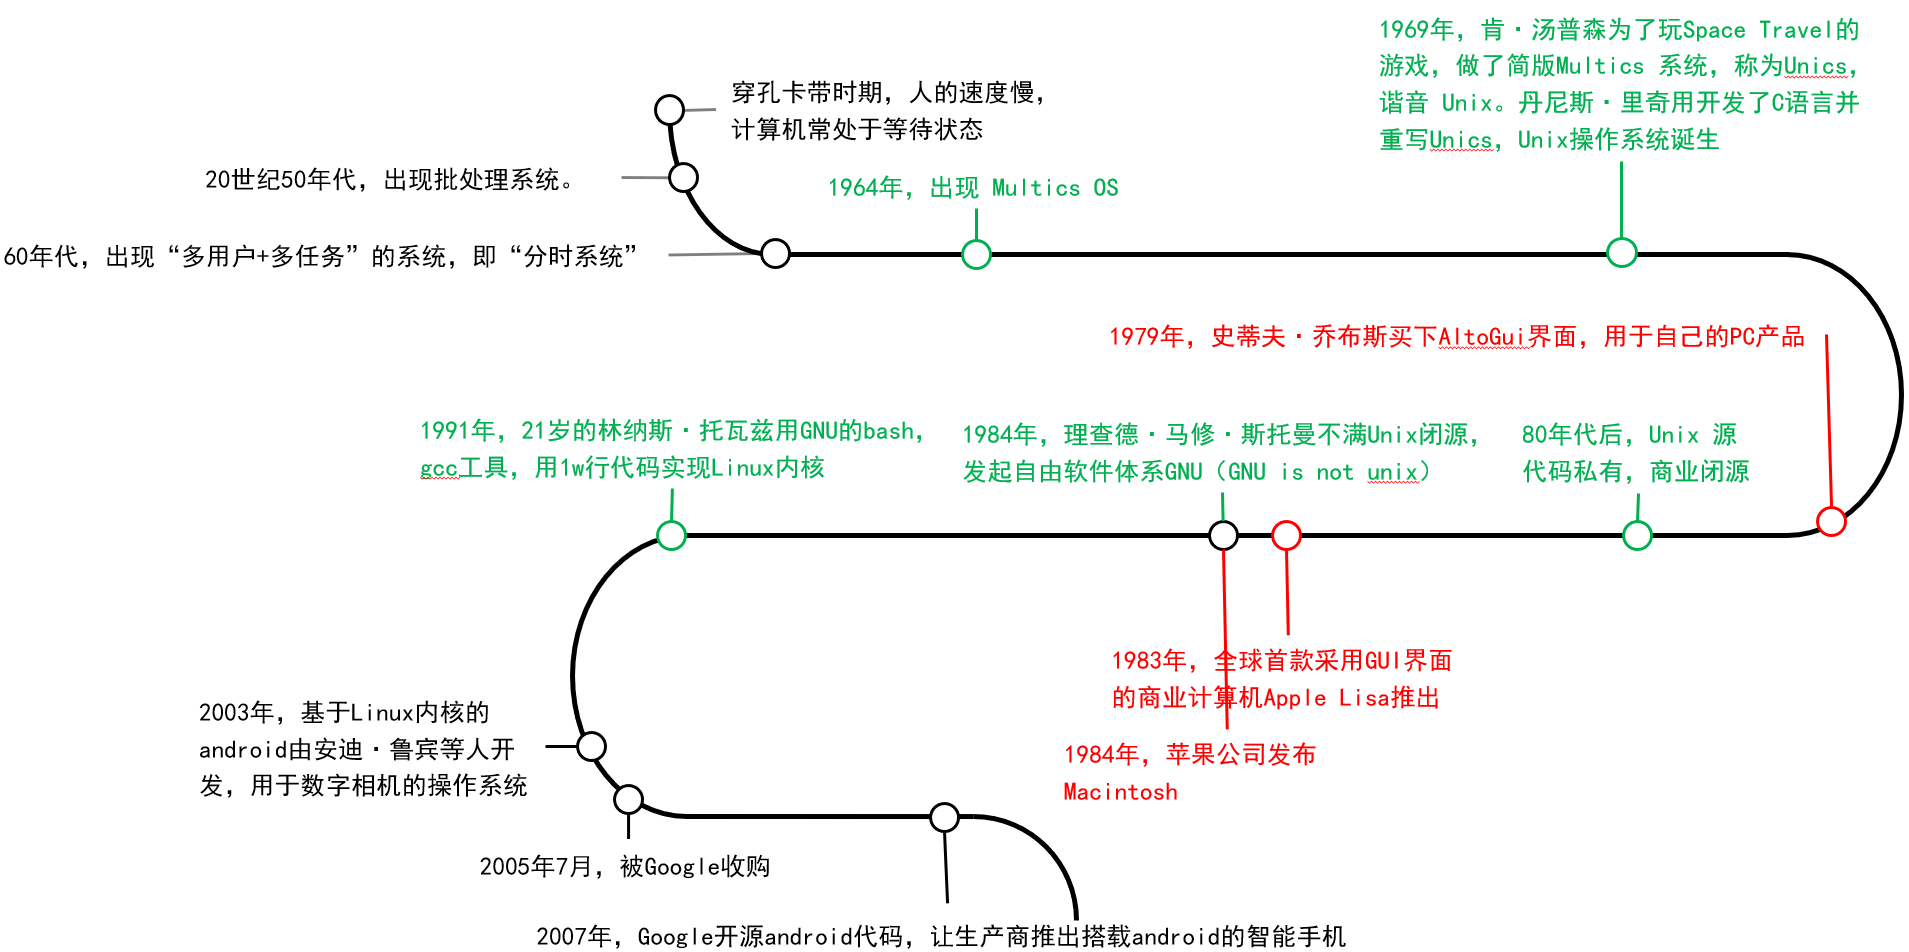 穿孔卡带时期，人的速度慢，
计算机常处于等待状态
20世纪50年代，出现批处理系统。
60年代，出现“多用户+多任务”的系统，即“分时系统”
1964年，出现 Multics OS
1969年，肯·汤普森为了玩Space Travel的
游戏，做了简版Multics 系统，称为Unics，
谐音 Unix。丹尼斯·里奇用开发了C语言并
重写Unics，Unix操作系统诞生
1979年，史蒂夫·乔布斯买下AltoGui界面，用于自己的PC产品
80年代后，Unix 源
代码私有，商业闭源
1983年，全球首款采用GUI界面
的商业计算机Apple Lisa推出
1984年，理查德·马修·斯托曼不满Unix闭源，
发起自由软件体系GNU（GNU is not unix）
1984年，苹果公司发布
Macintosh
1991年，21岁的林纳斯·托瓦兹用GNU的bash，
gcc工具，用1w行代码实现Linux内核
2003年，基于Linux内核的
android由安迪·鲁宾等人开
发，用于数字相机的操作系统
2005年7月，被Google收购
2007年，Google开源android代码，让生产商推出搭载android的智能手机